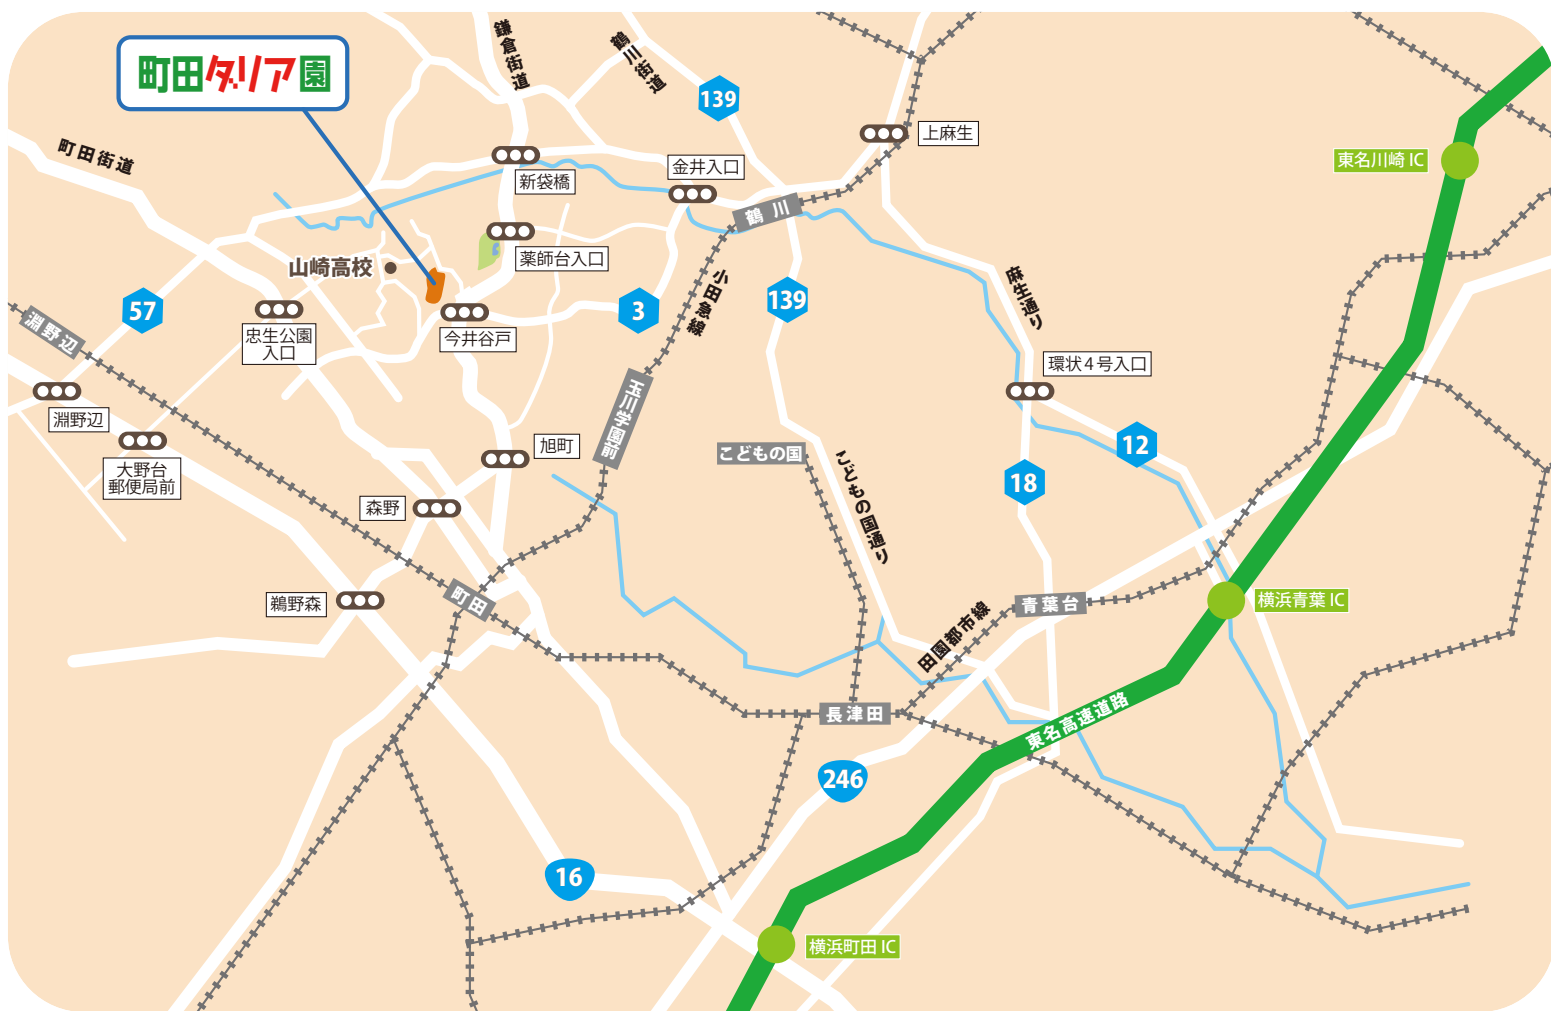 町田ダリア園
鎌倉街道
鶴川街道
139
上麻生
東名川崎 IC
町田街道
新袋橋
金井入口
鶴川
薬師台入口
山崎高校
小田急線
麻生通り
57
3
139
淵野辺
忠生公園
入口
今井谷戸
環状4号入口
玉川学園前
淵野辺
大野台
郵便局前
旭町
こどもの国
こどもの国通り
12
18
森野
町田
鵜野森
青葉台
横浜青葉 IC
田園都市線
長津田
東名高速道路
246
16
横浜町田 IC